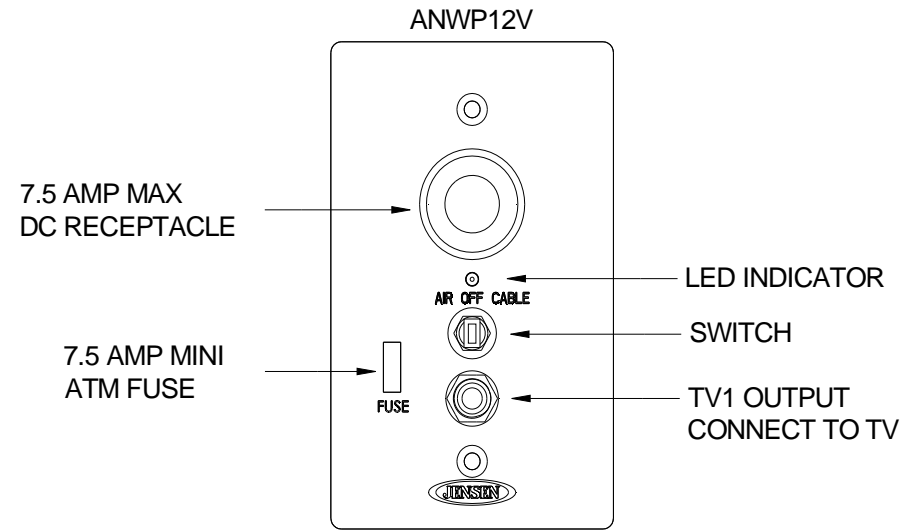 ANWP12V
7.5 AMP MAX
DC RECEPTACLE
LED INDICATOR
AIR OFF CABLE
SWITCH
7.5 AMP MINI
ATM FUSE
FUSE
TV1 OUTPUT
CONNECT TO TV
JENSEN